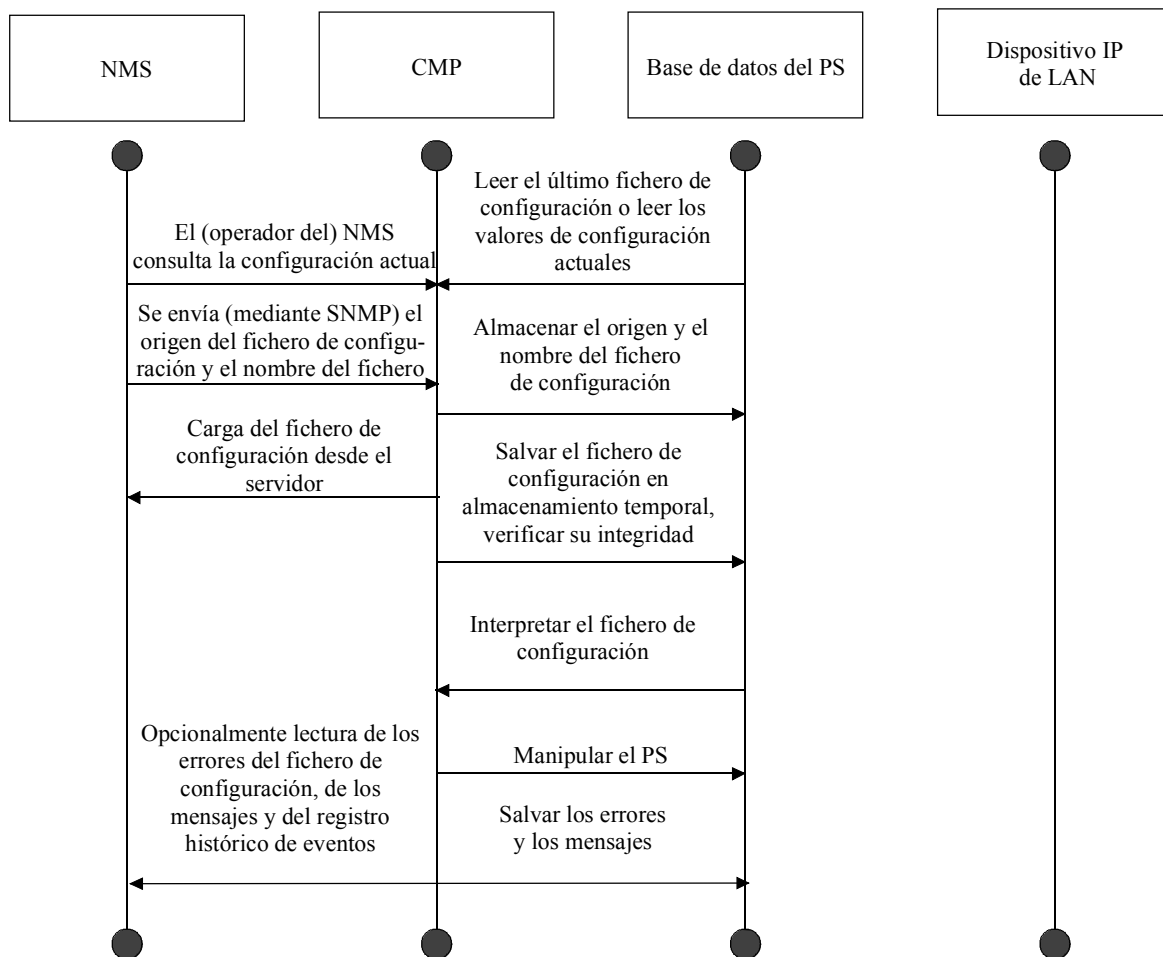 NMS
CMP
Base de datos del PS
Dispositivo IP
de LAN
Leer el último fichero de
configuración o leer los
valores de configuración
actuales
El (operador del) NMS
consulta la configuración actual
Se envía (mediante SNMP) el
origen del fichero de configu-
ración y el nombre del fichero
Almacenar el origen y el
nombre del fichero
de configuración
Carga del fichero de
configuración desde el
servidor
Salvar el fichero de
configuración en
almacenamiento temporal,
verificar su integridad
Interpretar el fichero de
configuración
Opcionalmente lectura de los
errores del fichero de
configuración, de los
mensajes y del registro
histórico de eventos
Manipular el PS
Salvar los errores
y los mensajes